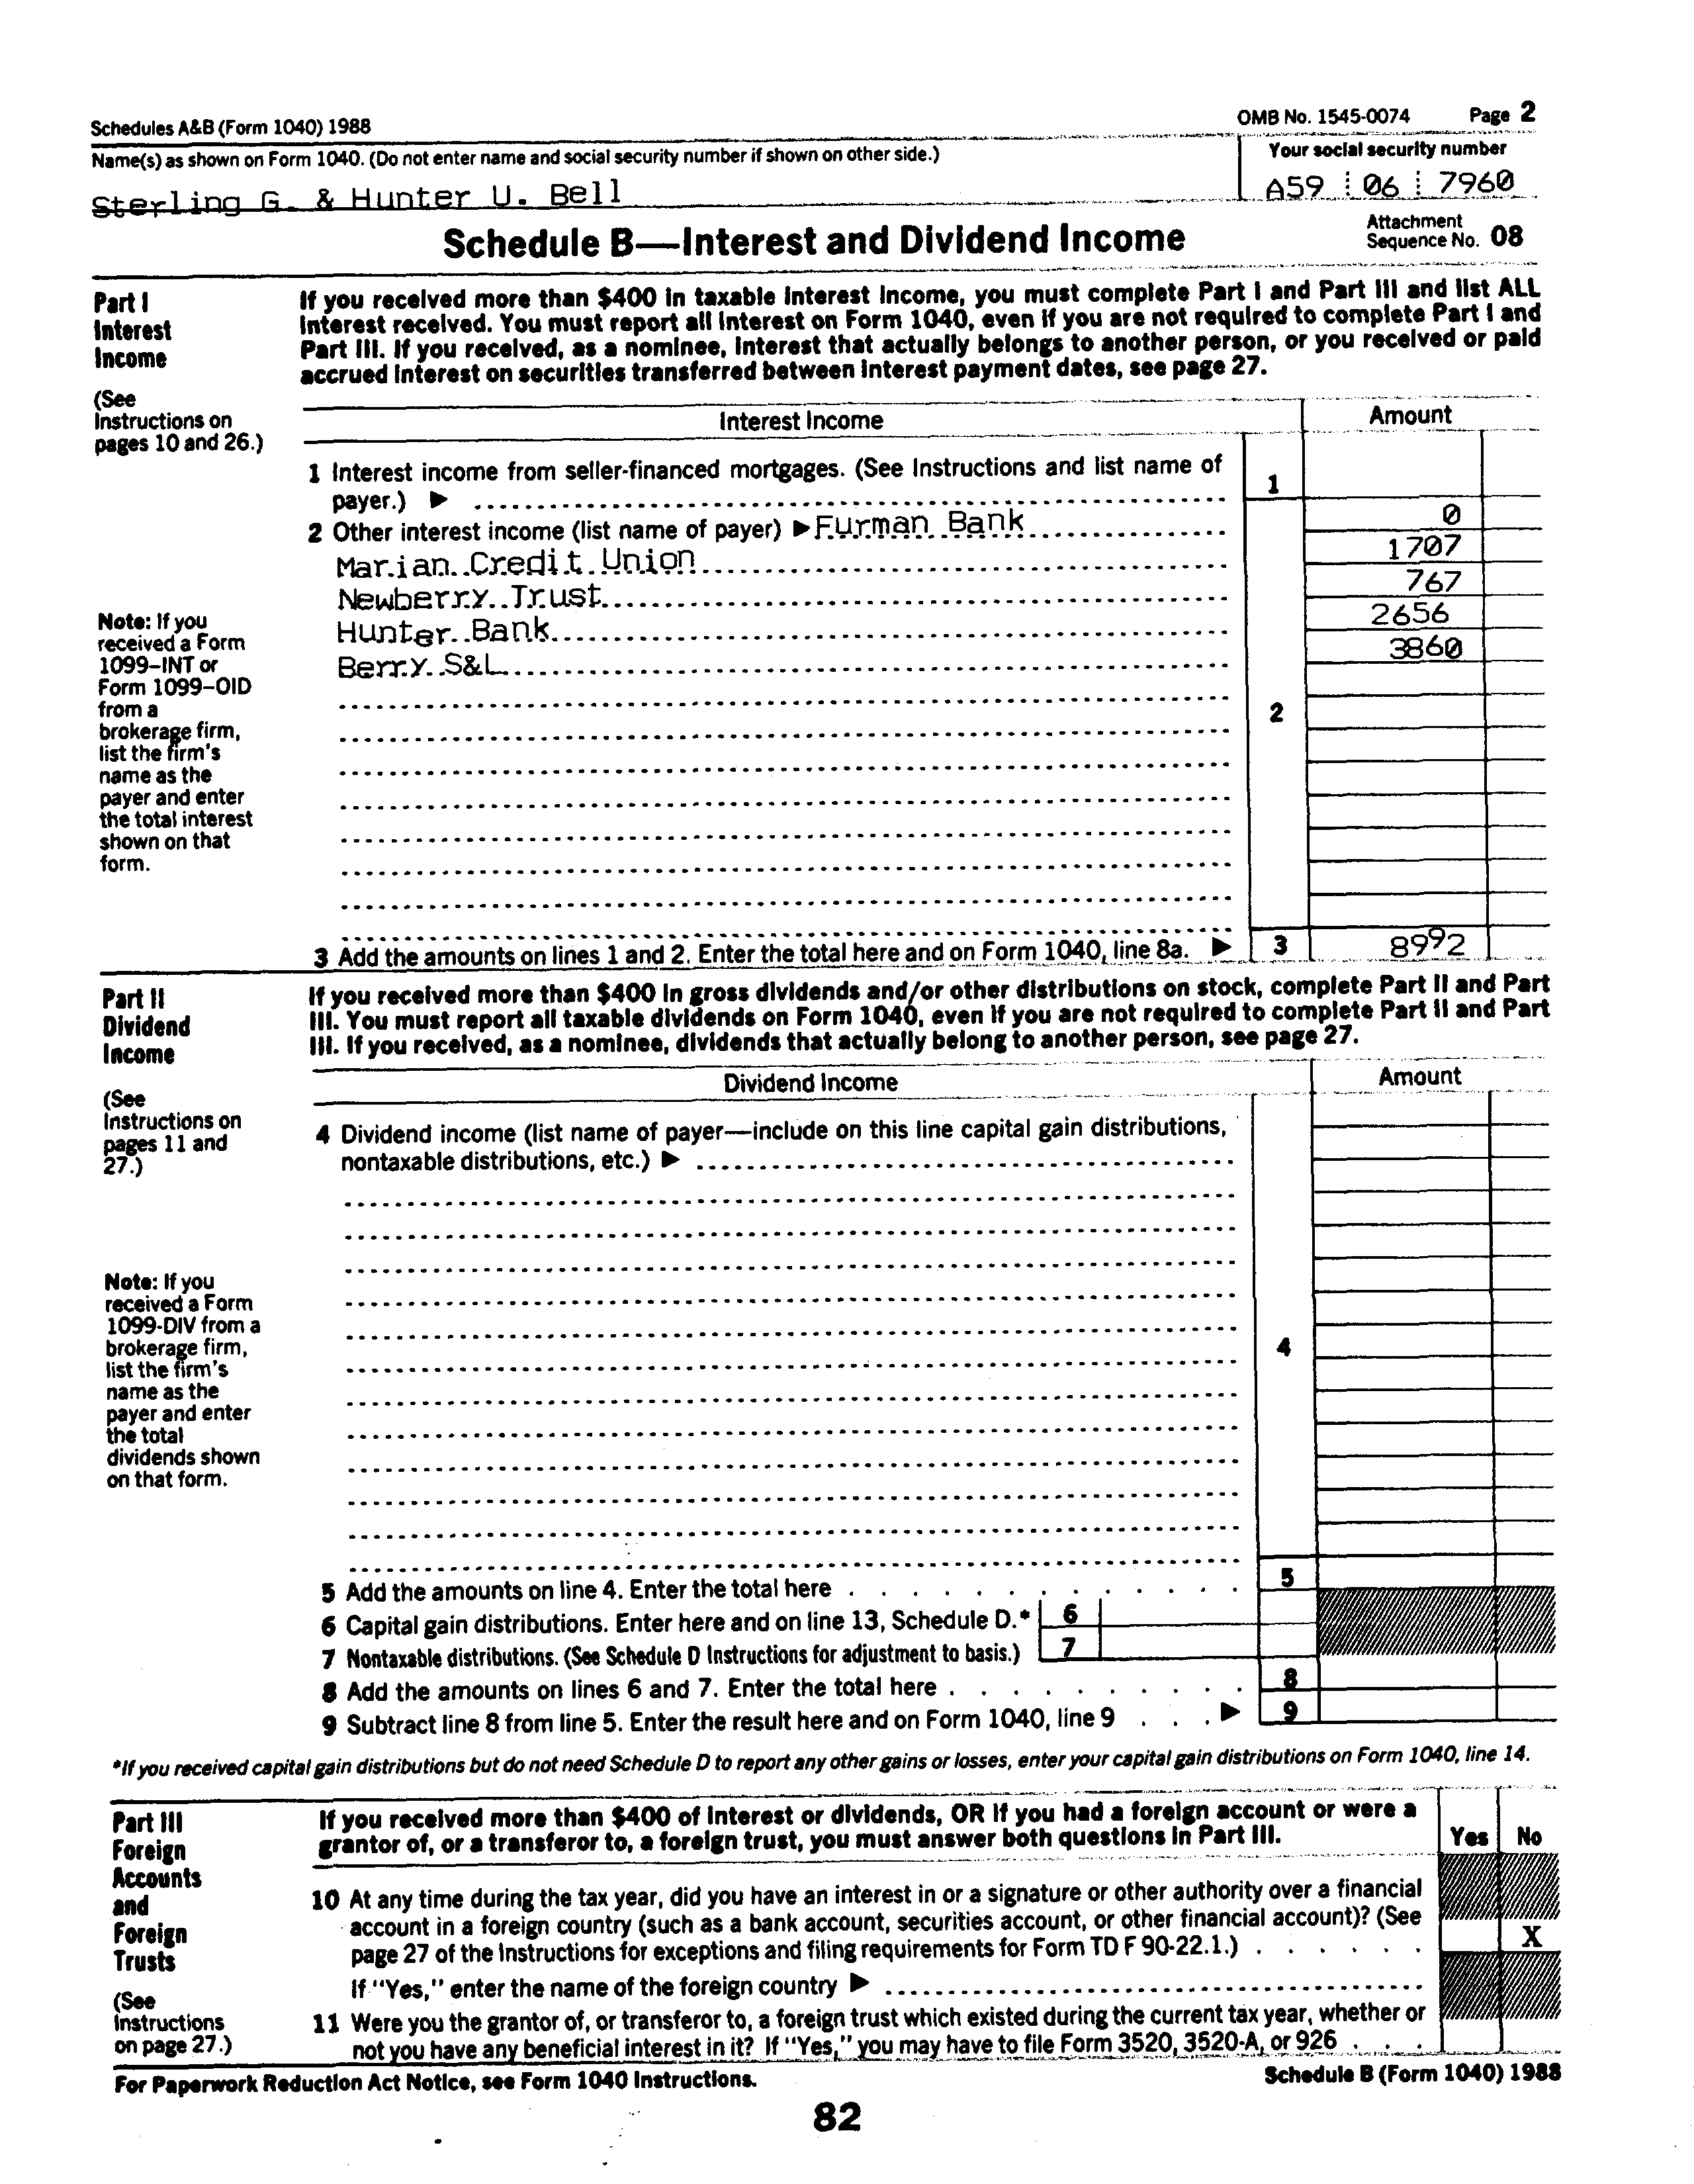 Schedules A&B (Form 1040) 1988 OMB No. 1545-0074 Page 2
Name(s) as shown on Form 1040. (Do not enter name and social security number if shown on other side.) Your social security number
Sterling G. & Hunter U. Bell A59 06 7960
Schedule B—Interest and Dividend Income Attachment Sequence No. 08
Part I
Interest
Income
(See
Instructions on
pages 10 and 26.)
If you received more than $400 in taxable interest income, you must complete Part I and Part III and list ALL
interest received. You must report all interest on Form 1040, even if you are not required to complete Part I and
Part III. If you received, as a nominee, interest that actually belongs to another person, or you received or paid
accrued interest on securities transferred between interest payment dates, see page 27.
Interest Income Amount
1 Interest income from seller-financed mortgages. (See Instructions and list name of
payer.) ▶ 1
2 Other interest income (list name of payer) ▶ Furman Bank 0
Marian Credit Union 1707
Newberry Trust 767
Hunter Bank 2656
Berry S&L 3860
2
Note: If you
received a Form
1099–INT or
Form 1099–OID
from a
brokerage firm,
list the firm's
name as the
payer and enter
the total interest
shown on that
form.
3 Add the amounts on lines 1 and 2. Enter the total here and on Form 1040, line 8a. ▶ 3 8992
Part II
Dividend
Income
(See
Instructions on
pages 11 and
27.)
If you received more than $400 in gross dividends and/or other distributions on stock, complete Part II and Part
III. You must report all taxable dividends on Form 1040, even if you are not required to complete Part II and Part
III. If you received, as a nominee, dividends that actually belong to another person, see page 27.
Dividend Income Amount
4 Dividend income (list name of payer—include on this line capital gain distributions,
nontaxable distributions, etc.) ▶
4
Note: If you
received a Form
1099-DIV from a
brokerage firm,
list the firm's
name as the
payer and enter
the total
dividends shown
on that form.
5 Add the amounts on line 4. Enter the total here . . . . . . . . . . . . 5
6 Capital gain distributions. Enter here and on line 13, Schedule D.* 6
7 Nontaxable distributions. (See Schedule D Instructions for adjustment to basis.) 7
8 Add the amounts on lines 6 and 7. Enter the total here . . . . . . . . . . 8
9 Subtract line 8 from line 5. Enter the result here and on Form 1040, line 9 . . . ▶ 9
*If you received capital gain distributions but do not need Schedule D to report any other gains or losses, enter your capital gain distributions on Form 1040, line 14.
Part III
Foreign
Accounts
and
Foreign
Trusts
(See
Instructions
on page 27.)
If you received more than $400 of interest or dividends, OR if you had a foreign account or were a
grantor of, or a transferor to, a foreign trust, you must answer both questions in Part III. Yes No
10 At any time during the tax year, did you have an interest in or a signature or other authority over a financial
account in a foreign country (such as a bank account, securities account, or other financial account)? (See
page 27 of the Instructions for exceptions and filing requirements for Form TD F 90-22.1.) . . . . . . X
If "Yes," enter the name of the foreign country ▶
11 Were you the grantor of, or transferor to, a foreign trust which existed during the current tax year, whether or
not you have any beneficial interest in it? If "Yes," you may have to file Form 3520, 3520-A, or 926 . . .
For Paperwork Reduction Act Notice, see Form 1040 Instructions. Schedule B (Form 1040) 1988
82